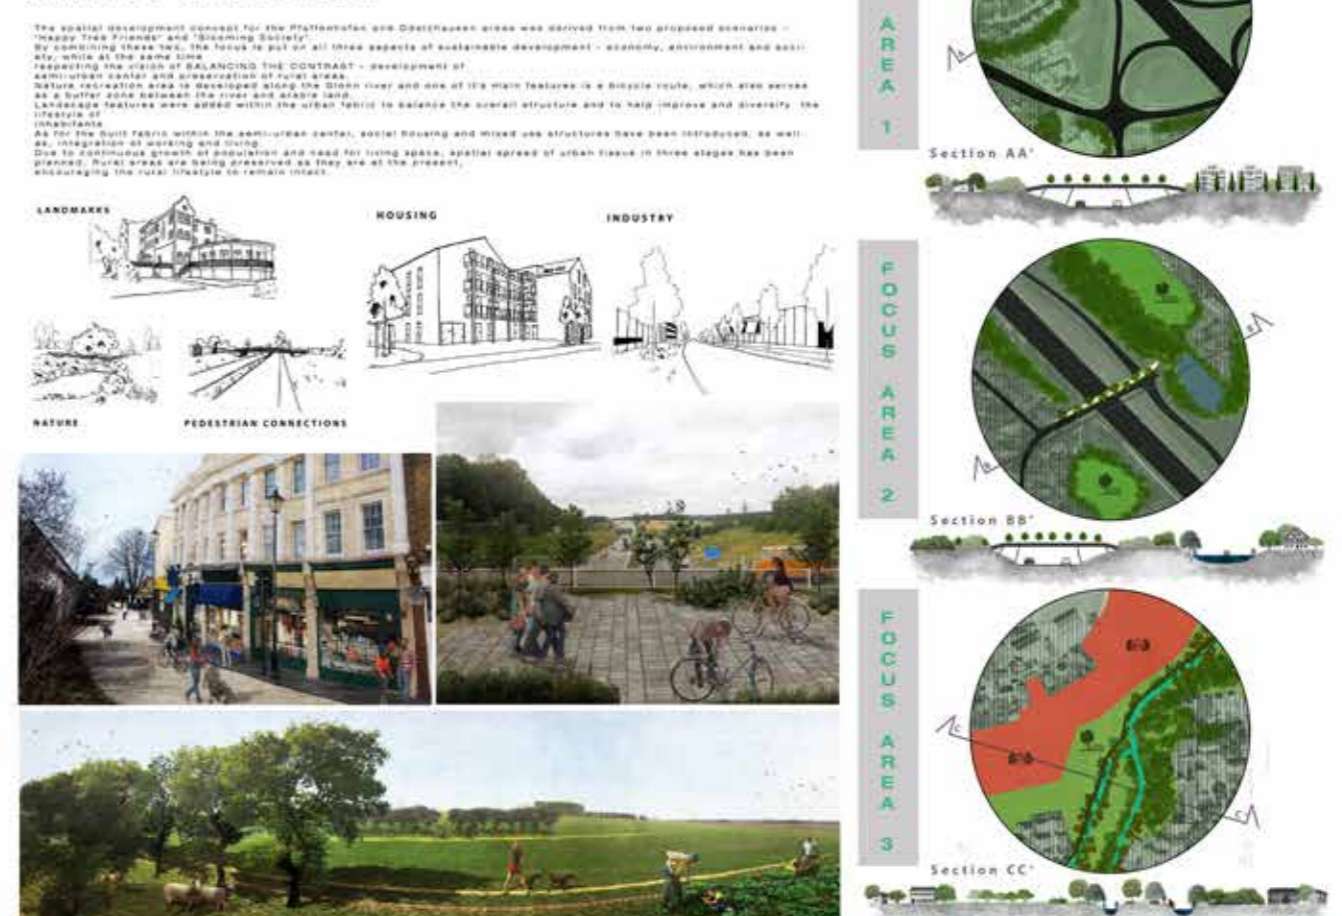 The spatial development concept for the Pfaffenhofen and Odelzhausen areas was derived from two proposed scenarios –
"Happy Tree Friends" and "Blooming Society"
By combining these two, the focus is put on all three aspects of sustainable development - economy, environment and soci-
ety, while at the same time
respecting the vision of BALANCING THE CONTRAST - development of
semi-urban center and preservation of rural areas.
Nature recreation area is developed along the Glonn river and one of it's main features is a bicycle route, which also serves
as a buffer zone between the river and arable land.
Landscape features were added within the urban fabric to balance the overall structure and to help improve and diversify the
lifestyle of
inhabitants
As for the built fabric within the semi-urban center, social housing and mixed use structures have been introduced, as well
as, integration of working and living.
Due to continuous growth of population and need for living space, spatial spread of urban tissue in three stages has been
planned. Rural areas are being preserved as they are at the present,
encouraging the rural lifestyle to remain intact.
LANDMARKS
HOUSING
INDUSTRY
NATURE
PEDESTRIAN CONNECTIONS
AREA 1
Section AA'
FOCUS AREA 2
Section BB'
FOCUS AREA 3
Section CC'